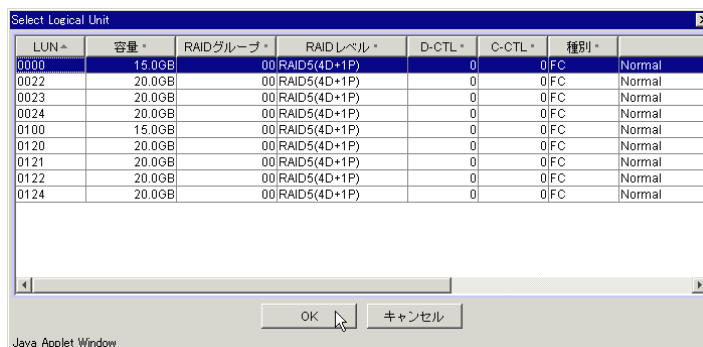 Select Logical Unit
LUN 容量 RAIDグループ RAIDレベル D-CTL C-CTL 種別
0000 15.0GB 00 RAID5(4D+1P) 0 0 FC Normal
0022 20.0GB 00 RAID5(4D+1P) 0 0 FC Normal
0023 20.0GB 00 RAID5(4D+1P) 0 0 FC Normal
0024 20.0GB 00 RAID5(4D+1P) 0 0 FC Normal
0100 15.0GB 00 RAID5(4D+1P) 0 0 FC Normal
0120 20.0GB 00 RAID5(4D+1P) 0 0 FC Normal
0121 20.0GB 00 RAID5(4D+1P) 0 0 FC Normal
0122 20.0GB 00 RAID5(4D+1P) 0 0 FC Normal
0124 20.0GB 00 RAID5(4D+1P) 0 0 FC Normal
OK キャンセル
Java Applet Window